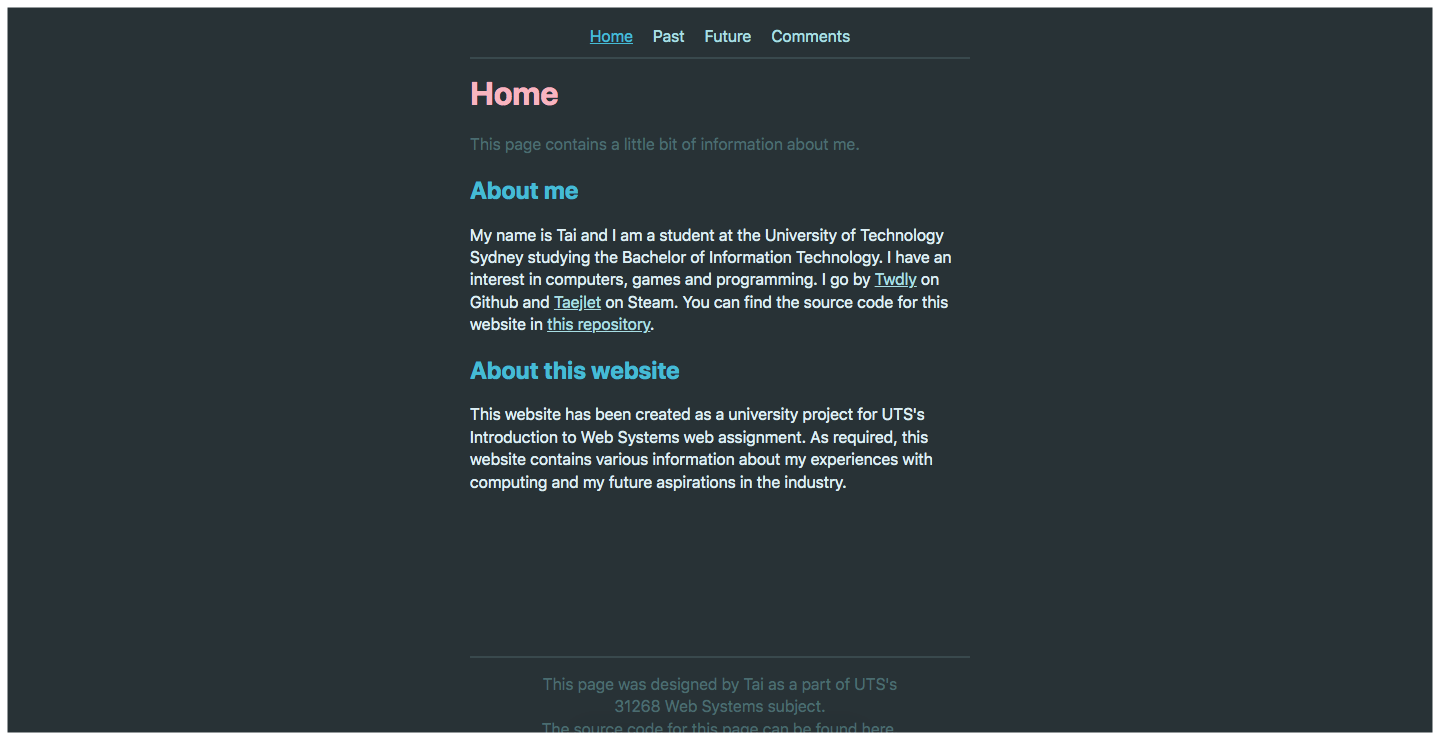 Home Past Future Comments
Home
This page contains a little bit of information about me.
About me
My name is Tai and I am a student at the University of Technology
Sydney studying the Bachelor of Information Technology. I have an
interest in computers, games and programming. I go by Twdly on
Github and Taejlet on Steam. You can find the source code for this
website in this repository.
About this website
This website has been created as a university project for UTS's
Introduction to Web Systems web assignment. As required, this
website contains various information about my experiences with
computing and my future aspirations in the industry.
This page was designed by Tai as a part of UTS's
31268 Web Systems subject.
The source code for this page can be found here